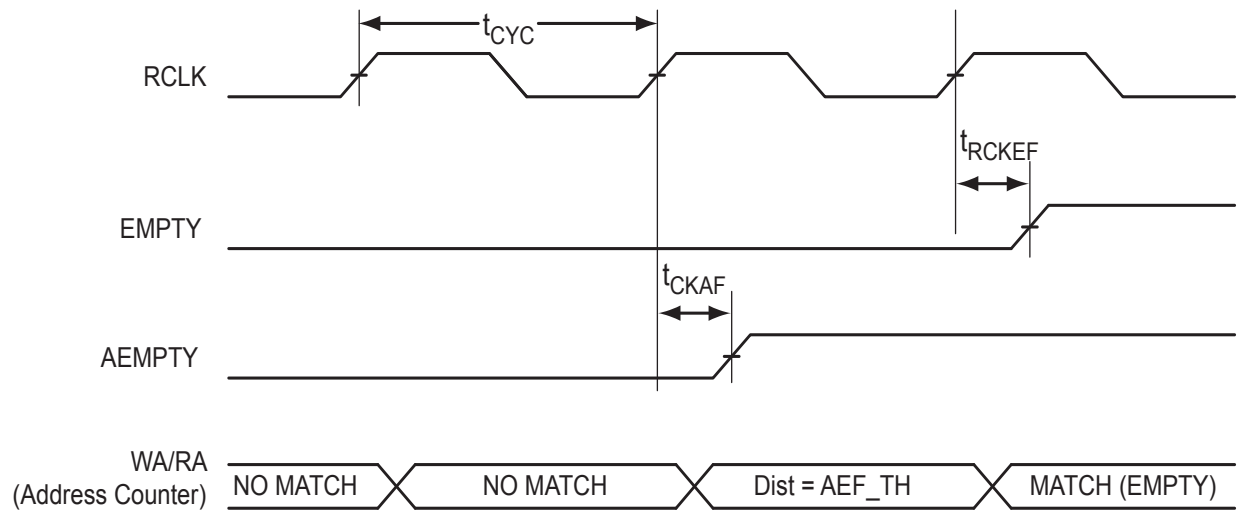 tCYC
RCLK
tRCKEF
EMPTY
tCKAF
AEMPTY
WA/RA
(Address Counter)
NO MATCH
NO MATCH
Dist = AEF_TH
MATCH (EMPTY)